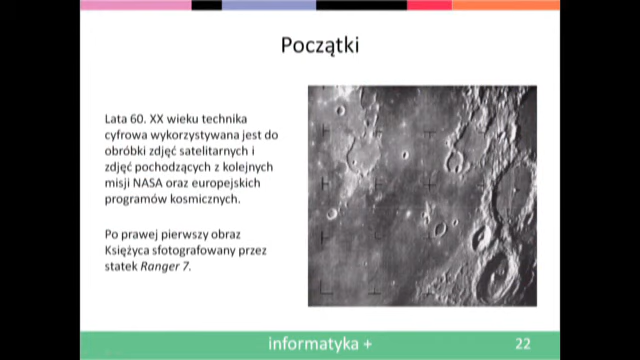 Początki
Lata 60. XX wieku technika
cyfrowa wykorzystywana jest do
obróbki zdjęć satelitarnych i
zdjęć pochodzących z kolejnych
misji NASA oraz europejskich
programów kosmicznych.
Po prawej pierwszy obraz
Księżyca sfotografowany przez
statek Ranger 7.
informatyka +
22